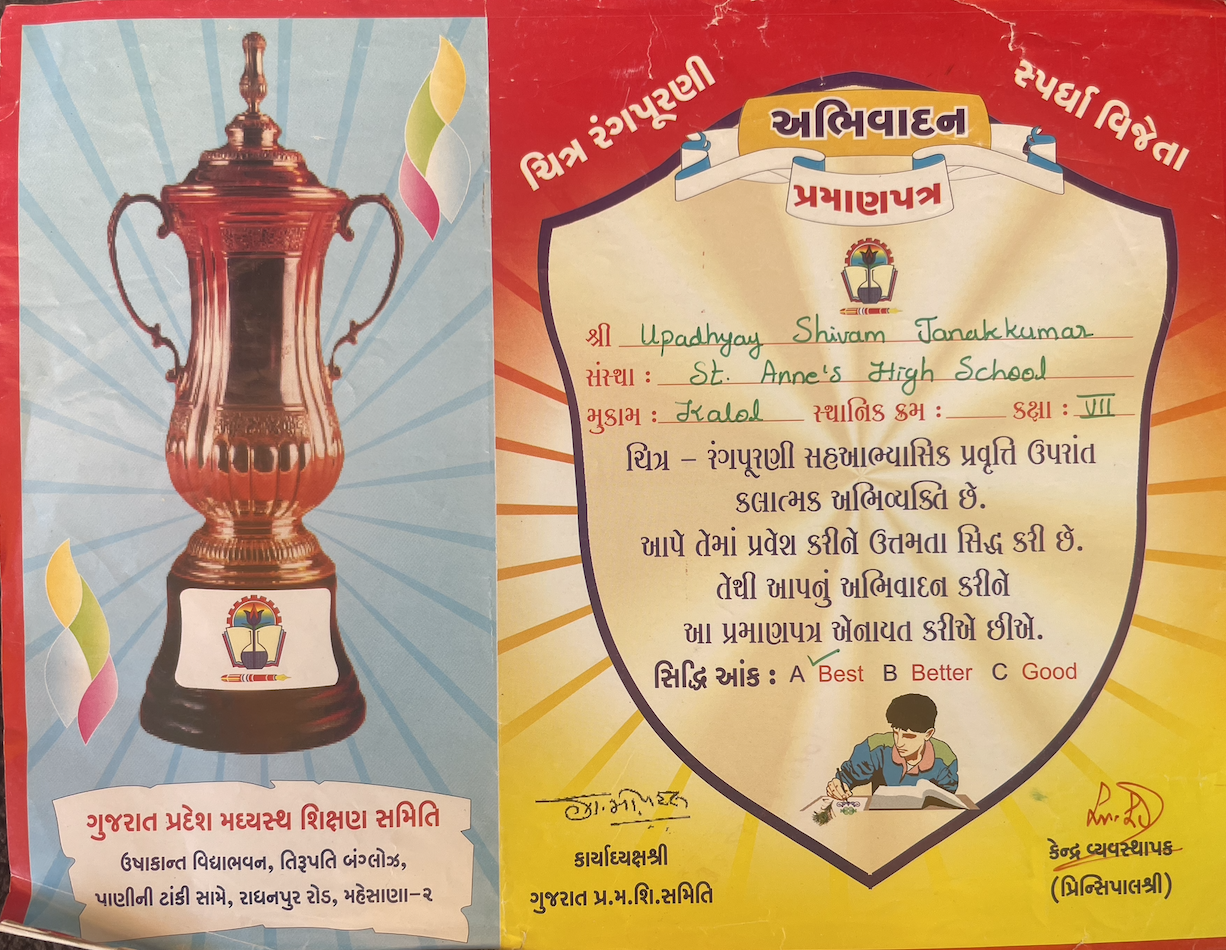 ચિત્ર રંગપૂરણી સ્પર્ધા વિજેતા
અભિવાદન
પ્રમાણપત્ર
શ્રી Upadhyay Shivam Janakkumar
સંસ્થા : St. Anne's High School
મુકામ : Kalol સ્થાનિક ક્રમ : કક્ષા : VII
ચિત્ર – રંગપૂરણી સહઆભ્યાસિક પ્રવૃત્તિ ઉપરાંત
કલાત્મક અભિવ્યક્તિ છે.
આપે તેમાં પ્રવેશ કરીને ઉત્તમતા સિદ્ધ કરી છે.
તેથી આપનું અભિવાદન કરીને
આ પ્રમાણપત્ર એનાયત કરીએ છીએ.
સિદ્ધિ આંક : A Best B Better C Good
ગુજરાત પ્રદેશ મધ્યસ્થ શિક્ષણ સમિતિ
ઉષાકાન્ત વિદ્યાભવન, તિરૂપતિ બંગ્લોઝ,
પાણીની ટાંકી સામે, રાધનપુર રોડ, મહેસાણા-૨
કાર્યાધ્યક્ષશ્રી
ગુજરાત પ્ર.મ.શિ.સમિતિ
કેન્દ્ર વ્યવસ્થાપક
(પ્રિન્સિપાલશ્રી)